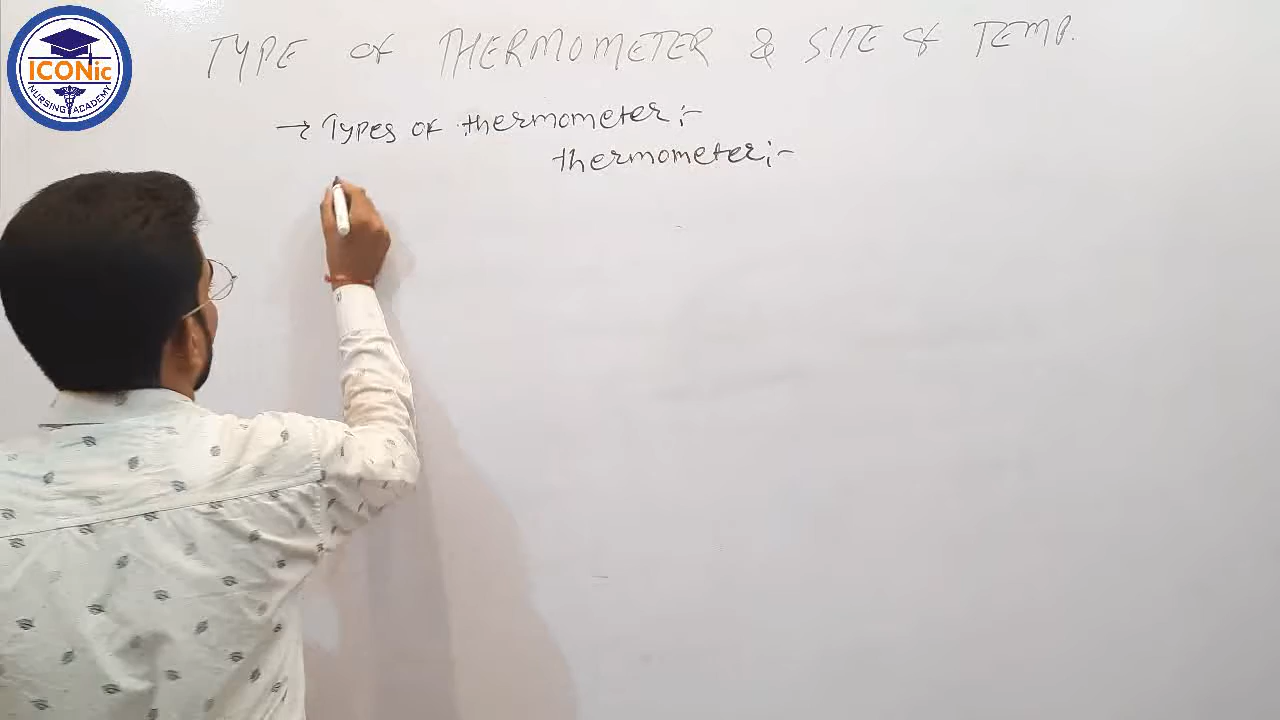 ICONic
NURSING ACADEMY
TYPE of THERMOMETER & SITE of TEMP.
→ Types of thermometer :-
thermometer :-